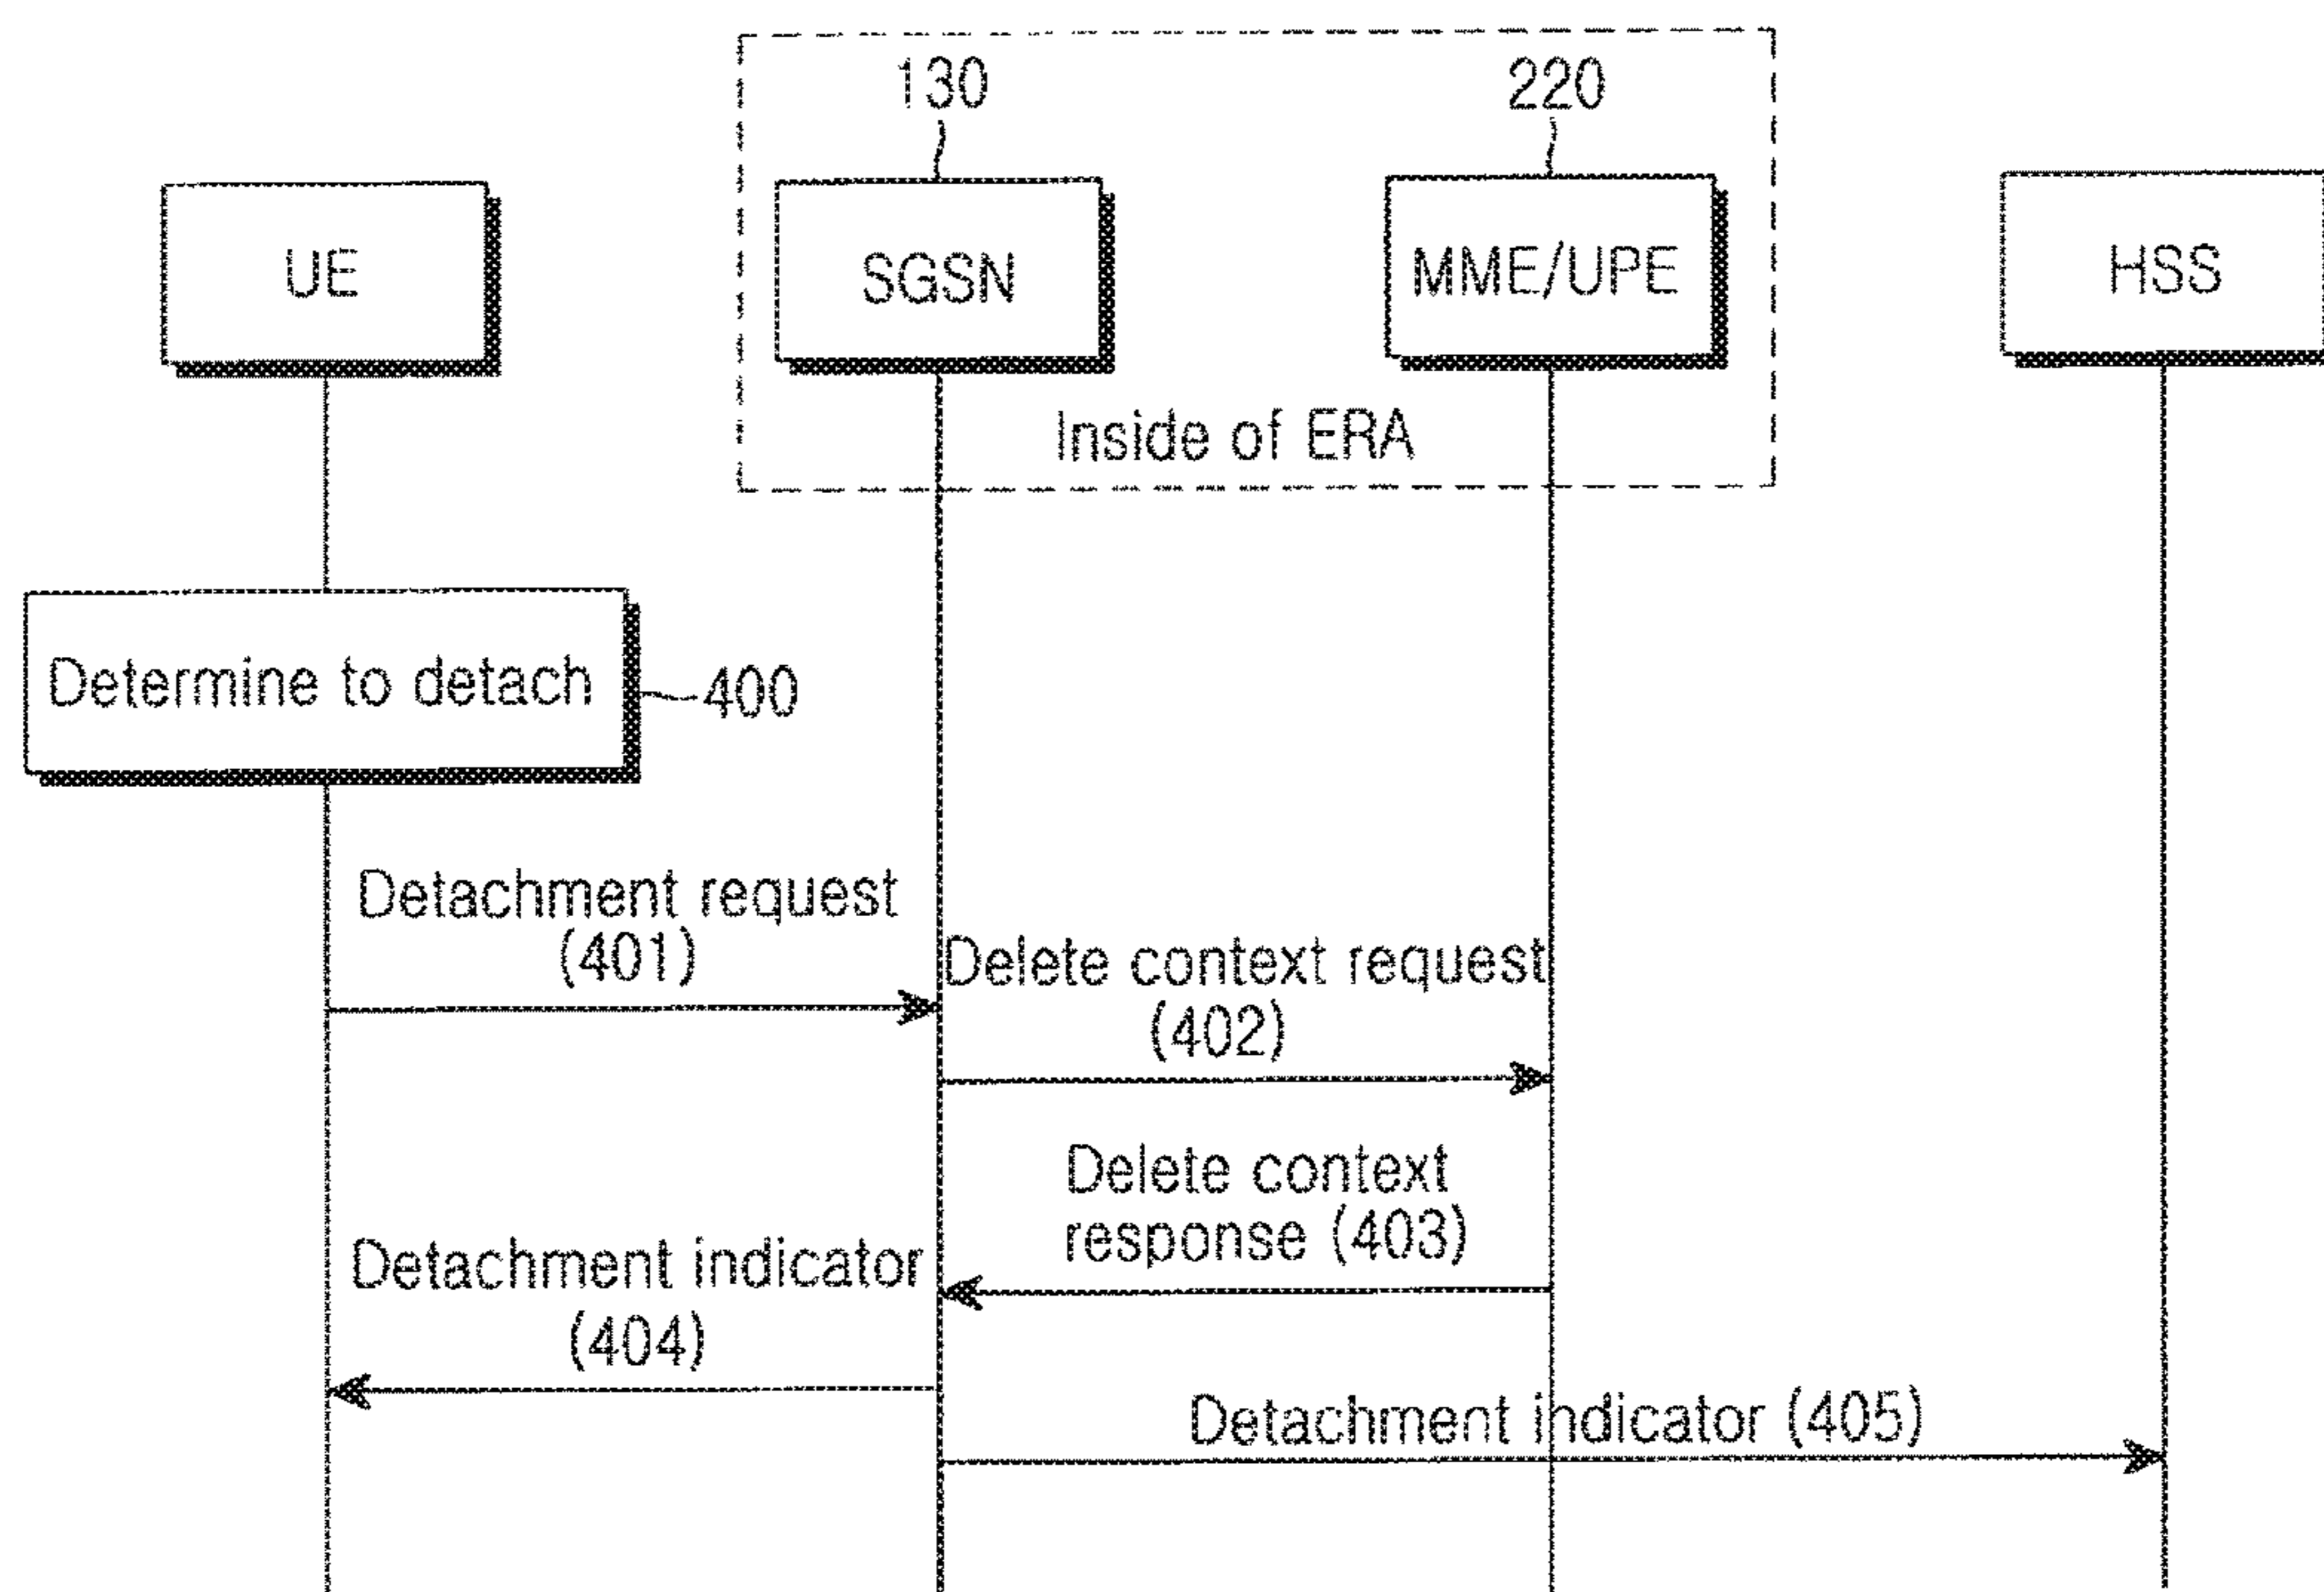 130
220
UE
SGSN
MME/UPE
HSS
Inside of ERA
Determine to detach
400
Detachment request
(401)
Delete context request
(402)
Delete context
response (403)
Detachment indicator
(404)
Detachment indicator (405)